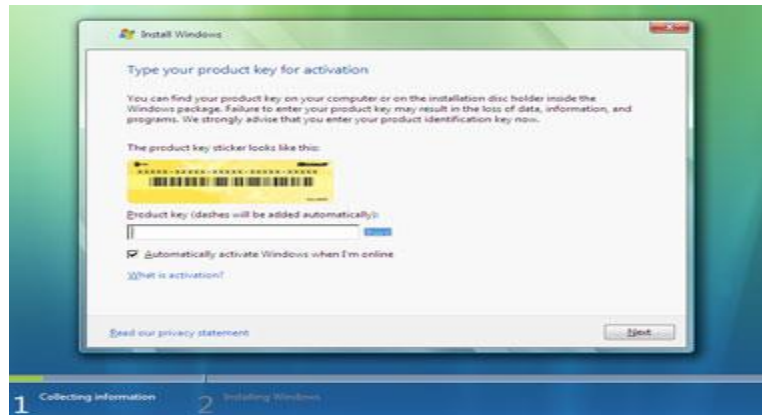 Install Windows
Type your product key for activation
You can find your product key on your computer or on the installation disc holder inside the
Windows package. Failure to enter your product key may result in the loss of data, information, and
programs. We strongly advise that you enter your product identification key now.
The product key sticker looks like this:
Product key (dashes will be added automatically):
Automatically activate Windows when I'm online
What is activation?
Read our privacy statement
Next
1 Collecting information
2 Installing Windows